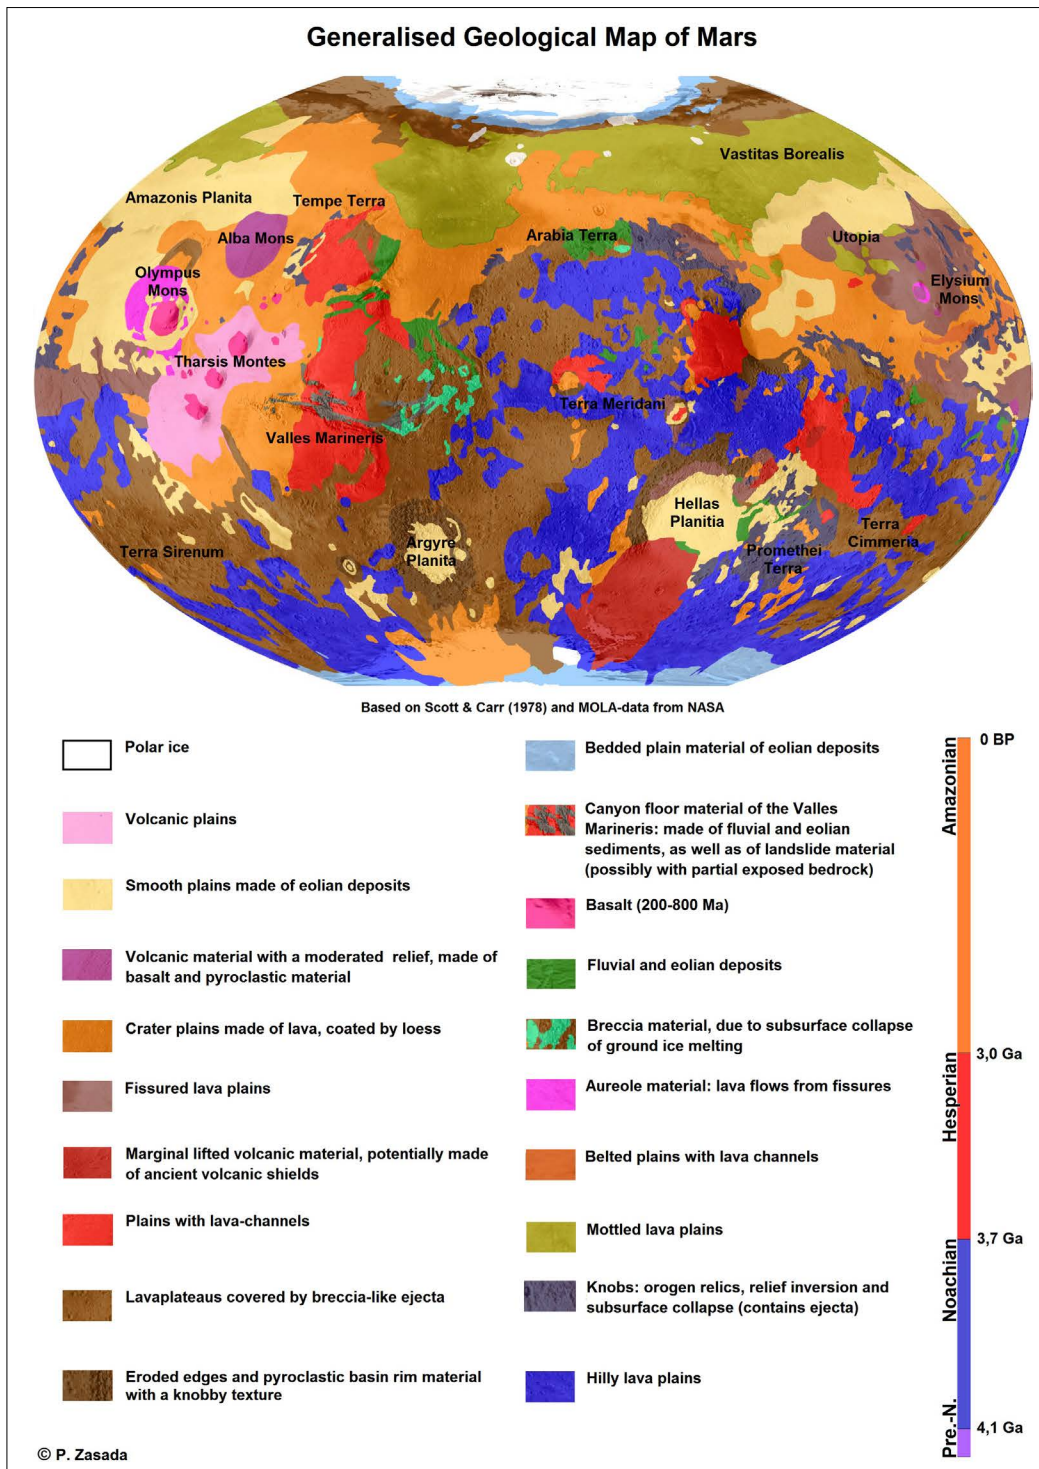 Generalised Geological Map of Mars
Vastitas Borealis
Amazonis Planita
Tempe Terra
Alba Mons
Arabia Terra
Utopia
Olympus
Mons
Elysium
Mons
Tharsis Montes
Terra Meridani
Valles Marineris
Hellas
Planitia
Terra
Cimmeria
Terra Sirenum
Argyre
Planita
Promethei
Terra
Based on Scott & Carr (1978) and MOLA-data from NASA
Polar ice
Volcanic plains
Smooth plains made of eolian deposits
Volcanic material with a moderated relief, made of
basalt and pyroclastic material
Crater plains made of lava, coated by loess
Fissured lava plains
Marginal lifted volcanic material, potentially made
of ancient volcanic shields
Plains with lava-channels
Lavaplateaus covered by breccia-like ejecta
Eroded edges and pyroclastic basin rim material
with a knobby texture
Bedded plain material of eolian deposits
Canyon floor material of the Valles
Marineris: made of fluvial and eolian
sediments, as well as of landslide material
(possibly with partial exposed bedrock)
Basalt (200-800 Ma)
Fluvial and eolian deposits
Breccia material, due to subsurface collapse
of ground ice melting
Aureole material: lava flows from fissures
Belted plains with lava channels
Mottled lava plains
Knobs: orogen relics, relief inversion and
subsurface collapse (contains ejecta)
Hilly lava plains
0 BP
Amazonian
3,0 Ga
Hesperian
3,7 Ga
Noachian
4,1 Ga
Pre.-N.
© P. Zasada